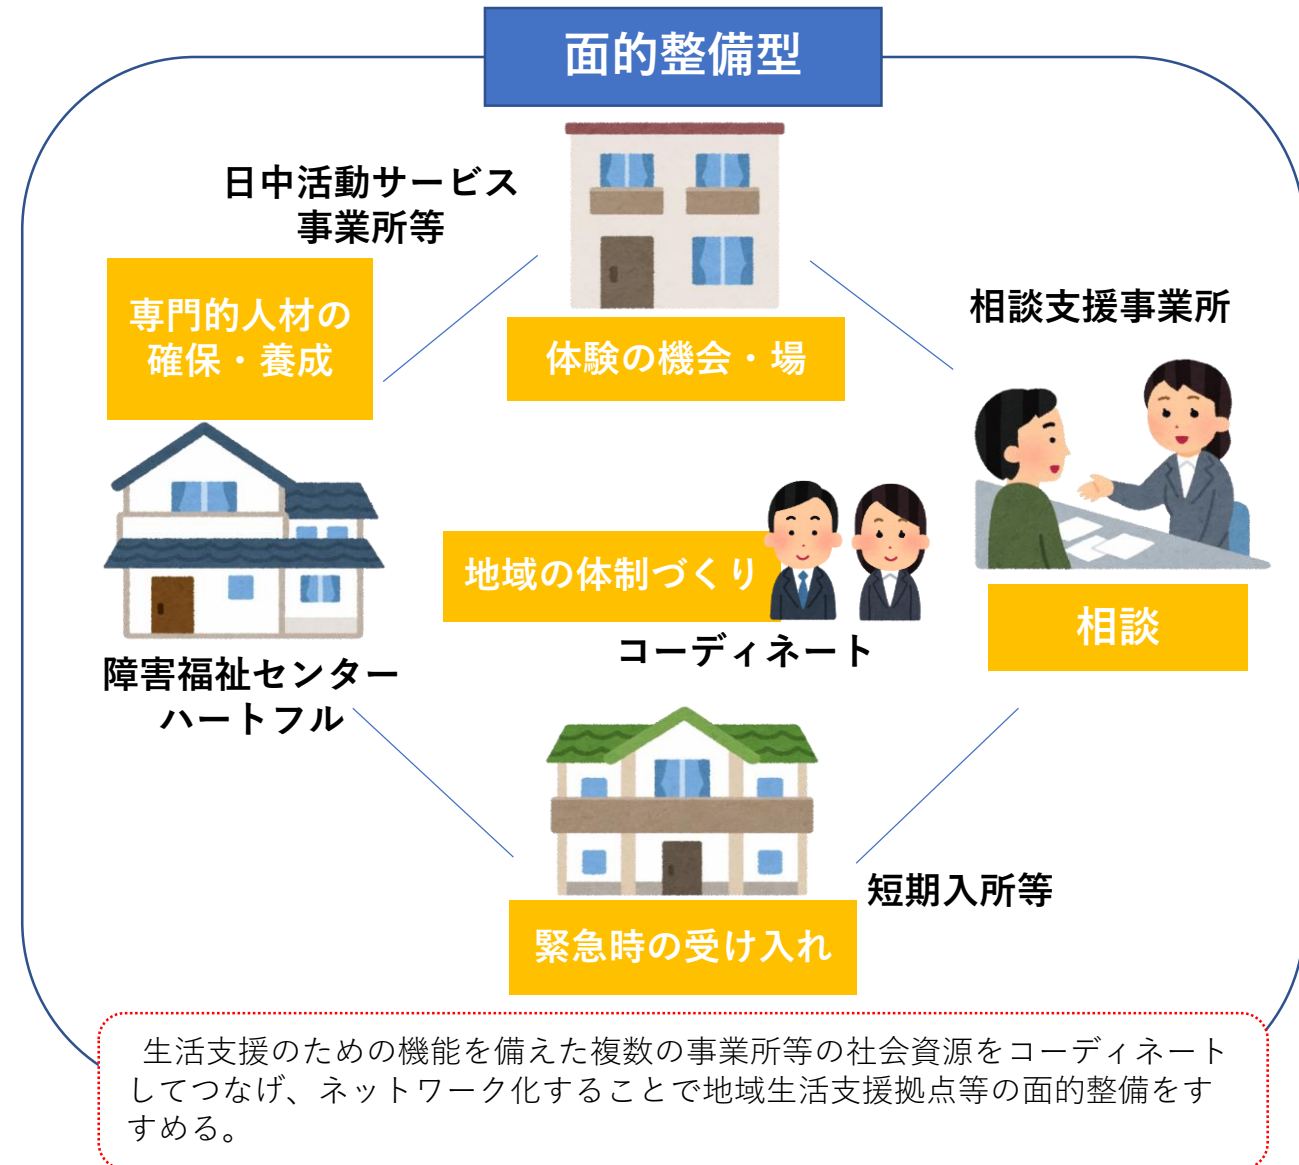 面的整備型
日中活動サービス
事業所等
専門的人材の
確保・養成
体験の機会・場
相談支援事業所
地域の体制づくり
コーディネート
相談
障害福祉センター
ハートフル
短期入所等
緊急時の受け入れ
生活支援のための機能を備えた複数の事業所等の社会資源をコーディネート
してつなげ、ネットワーク化することで地域生活支援拠点等の面的整備をす
すめる。